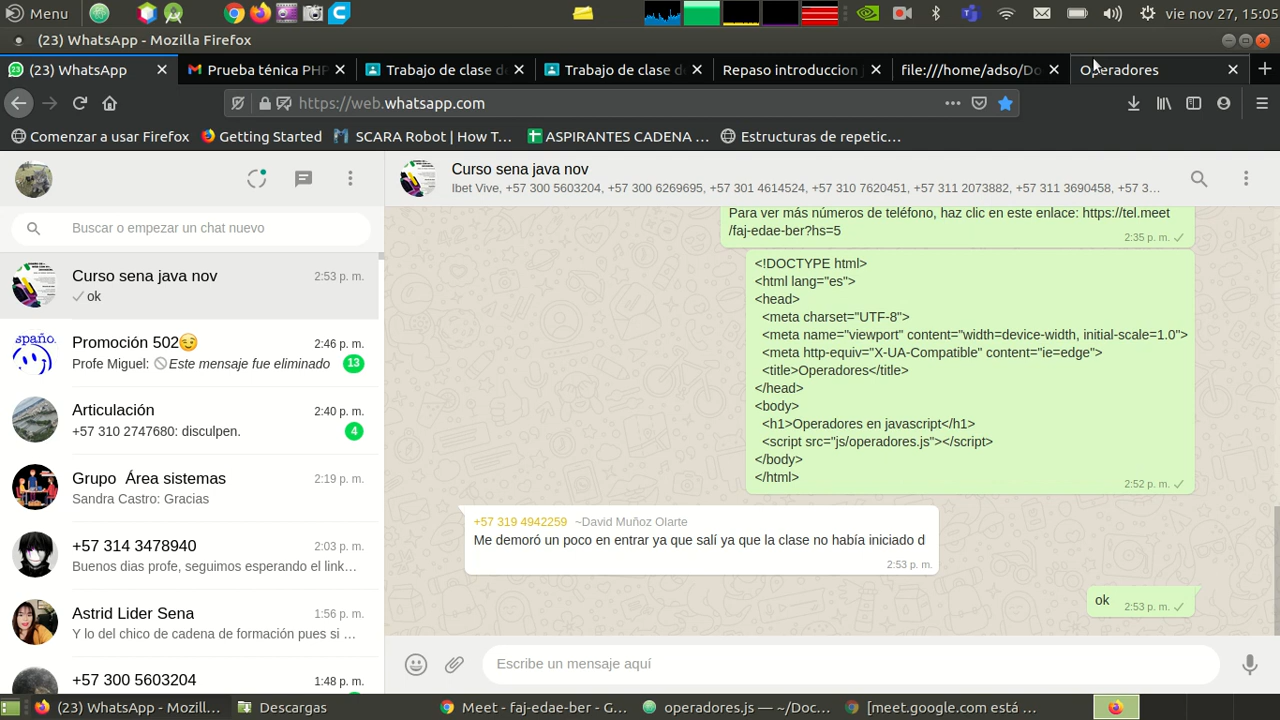 Menu
vie nov 27, 15:05
(23) WhatsApp - Mozilla Firefox
(23) WhatsApp
Prueba ténica PHP
Trabajo de clase d
Trabajo de clase d
Repaso introduccion j
file:///home/adso/Do
Operadores
https://web.whatsapp.com
Comenzar a usar Firefox
Getting Started
SCARA Robot | How T...
ASPIRANTES CADENA ...
Estructuras de repetic...
Curso sena java nov
Ibet Vive, +57 300 5603204, +57 300 6269695, +57 301 4614524, +57 310 7620451, +57 311 2073882, +57 311 3690458, +57 3...
Buscar o empezar un chat nuevo
Curso sena java nov
2:53 p. m.
ok
Promoción 502
2:46 p. m.
Profe Miguel: Este mensaje fue eliminado
13
Articulación
2:40 p. m.
+57 310 2747680: disculpen.
4
Grupo Área sistemas
2:19 p. m.
Sandra Castro: Gracias
+57 314 3478940
2:03 p. m.
Buenos dias profe, seguimos esperando el link...
Astrid Lider Sena
1:56 p. m.
Y lo del chico de cadena de formación pues si ...
+57 300 5603204
1:48 p. m.
Para ver más números de teléfono, haz clic en este enlace: https://tel.meet
/faj-edae-ber?hs=5
2:35 p. m.
<!DOCTYPE html>
<html lang="es">
<head>
<meta charset="UTF-8">
<meta name="viewport" content="width=device-width, initial-scale=1.0">
<meta http-equiv="X-UA-Compatible" content="ie=edge">
<title>Operadores</title>
</head>
<body>
<h1>Operadores en javascript</h1>
<script src="js/operadores.js"></script>
</body>
</html>
2:52 p. m.
+57 319 4942259 ~David Muñoz Olarte
Me demoró un poco en entrar ya que salí ya que la clase no había iniciado d
2:53 p. m.
ok
2:53 p. m.
Escribe un mensaje aquí
(23) WhatsApp - Mozill...
Descargas
Meet - faj-edae-ber - G...
operadores.js — ~/Doc...
[meet.google.com está ...